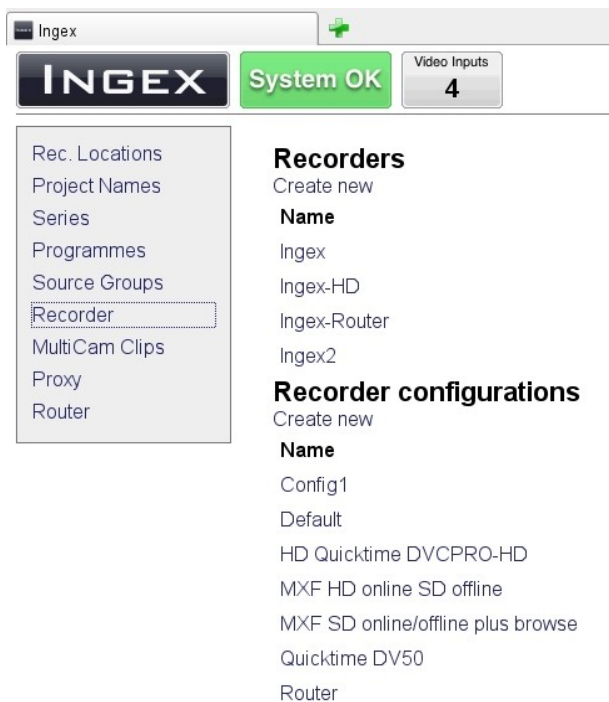 Ingex
INGEX
System OK
Video Inputs
4
Rec. Locations
Project Names
Series
Programmes
Source Groups
Recorder
MultiCam Clips
Proxy
Router
Recorders
Create new
Name
Ingex
Ingex-HD
Ingex-Router
Ingex2
Recorder configurations
Create new
Name
Config1
Default
HD Quicktime DVCPRO-HD
MXF HD online SD offline
MXF SD online/offline plus browse
Quicktime DV50
Router